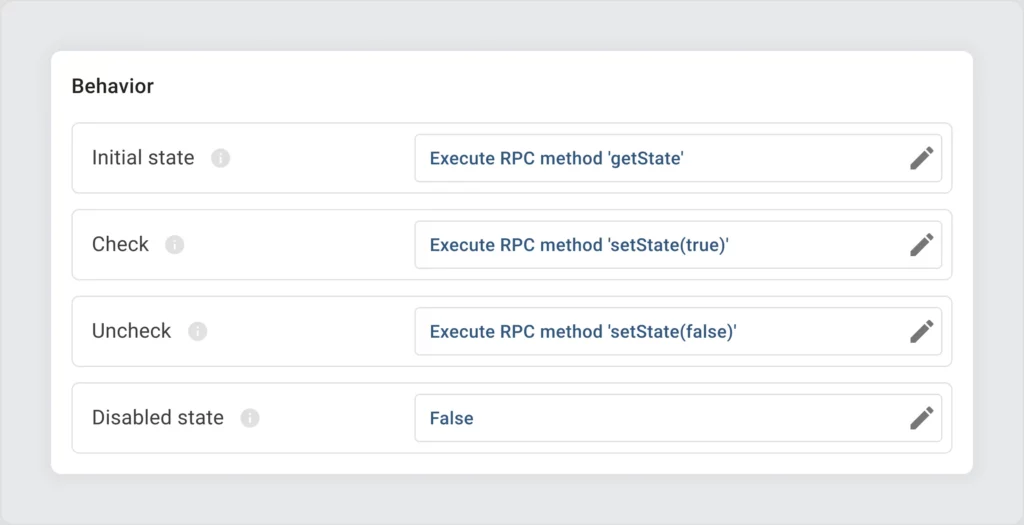 Behavior
Initial state
Execute RPC method 'getState'
Check
Execute RPC method 'setState(true)'
Uncheck
Execute RPC method 'setState(false)'
Disabled state
False